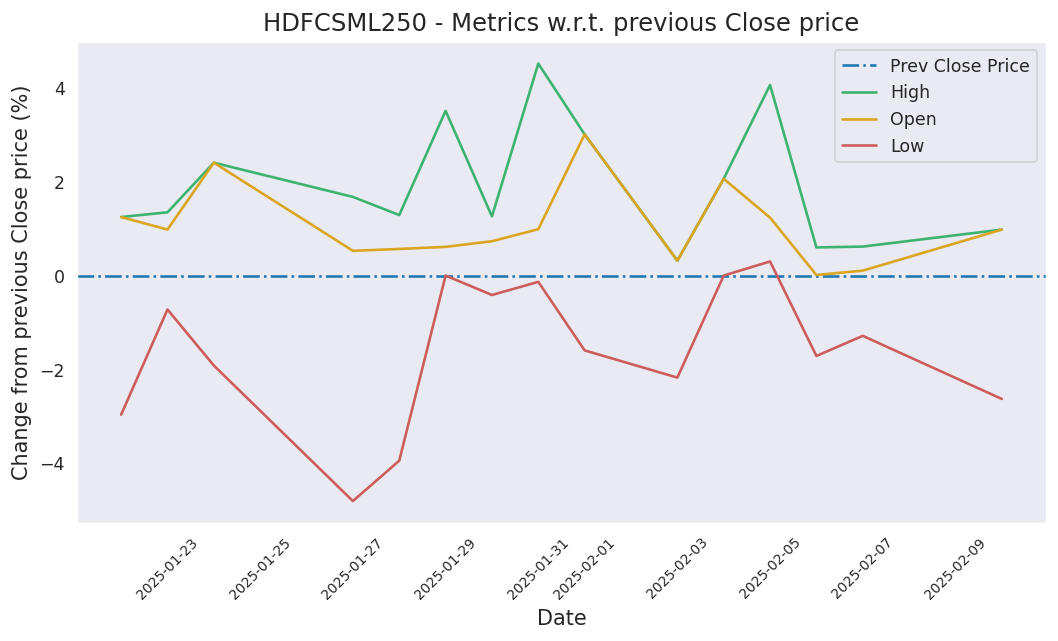 HDFCSML250 - Metrics w.r.t. previous Close price
Change from previous Close price (%)
4
2
0
−2
−4
Prev Close Price
High
Open
Low
2025-01-23
2025-01-25
2025-01-27
2025-01-29
2025-01-31
2025-02-01
2025-02-03
2025-02-05
2025-02-07
2025-02-09
Date